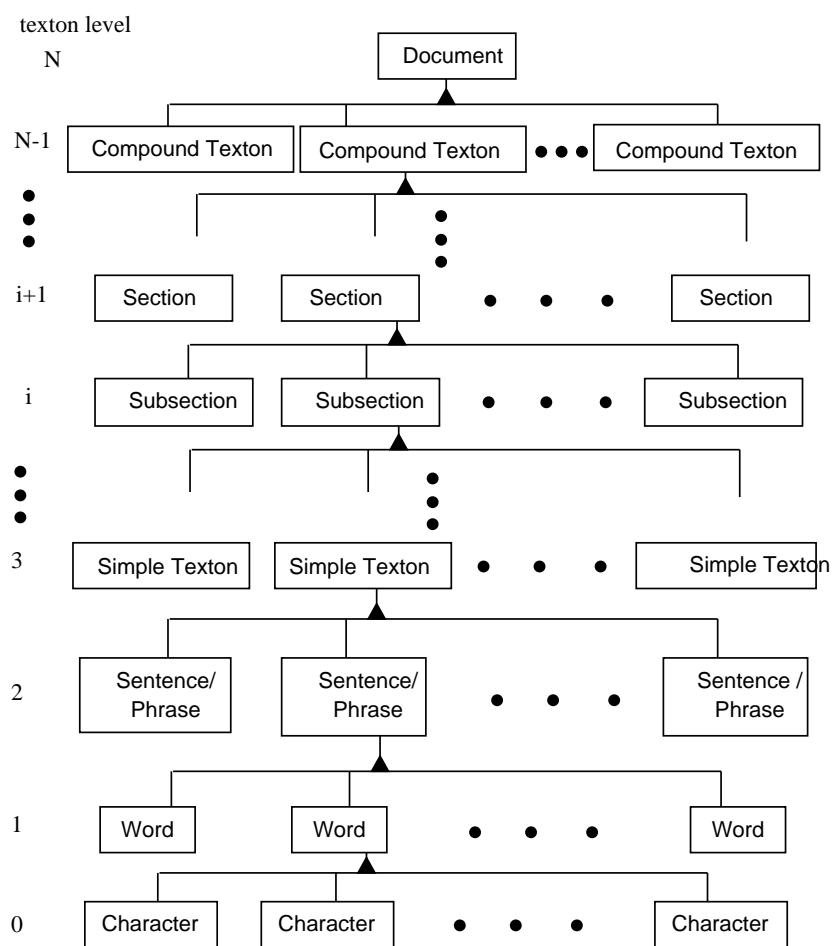 texton level
N
Document
N-1
Compound Texton
Compound Texton
Compound Texton
i+1
Section
Section
Section
i
Subsection
Subsection
Subsection
3
Simple Texton
Simple Texton
Simple Texton
2
Sentence/
Phrase
Sentence/
Phrase
Sentence /
Phrase
1
Word
Word
Word
0
Character
Character
Character